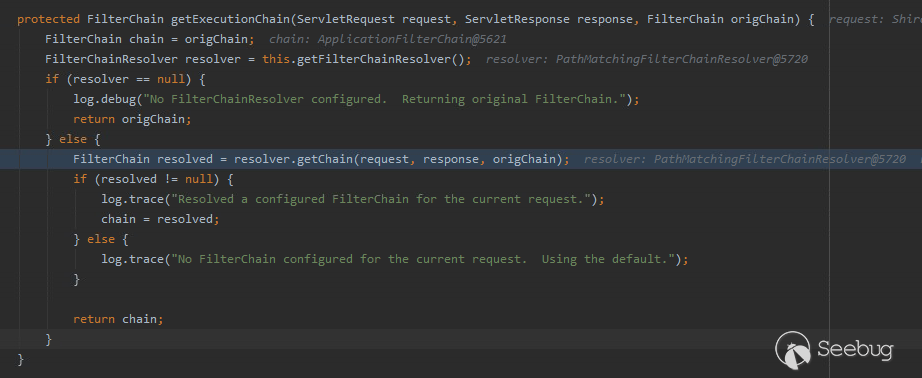 protected FilterChain getExecutionChain(ServletRequest request, ServletResponse response, FilterChain origChain) {  request: Shir
FilterChain chain = origChain;  chain: ApplicationFilterChain@5621
FilterChainResolver resolver = this.getFilterChainResolver();  resolver: PathMatchingFilterChainResolver@5720
if (resolver == null) {
log.debug("No FilterChainResolver configured.  Returning original FilterChain.");
return origChain;
} else {
FilterChain resolved = resolver.getChain(request, response, origChain);  resolver: PathMatchingFilterChainResolver@5720
if (resolved != null) {
log.trace("Resolved a configured FilterChain for the current request.");
chain = resolved;
} else {
log.trace("No FilterChain configured for the current request.  Using the default.");
}
return chain;
}
}
Seebug